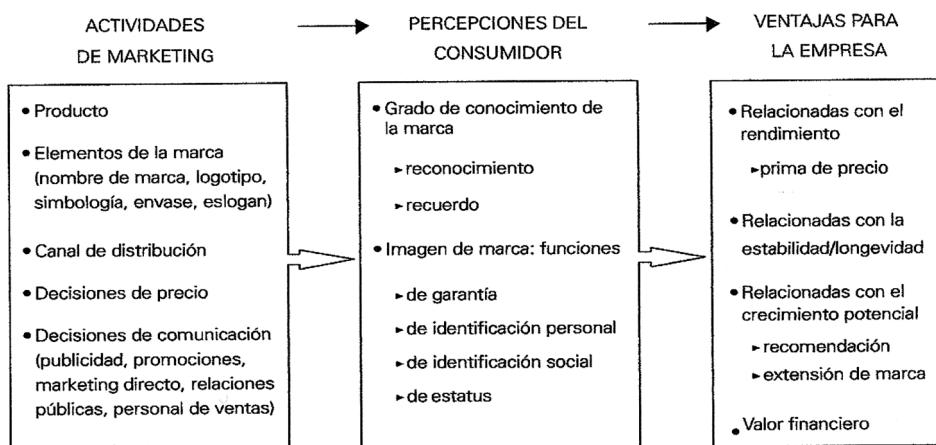 ACTIVIDADES
DE MARKETING
PERCEPCIONES DEL
CONSUMIDOR
VENTAJAS PARA
LA EMPRESA
• Producto
• Elementos de la marca
(nombre de marca, logotipo,
simbología, envase, eslogan)
• Canal de distribución
• Decisiones de precio
• Decisiones de comunicación
(publicidad, promociones,
marketing directo, relaciones
públicas, personal de ventas)
• Grado de conocimiento de
la marca
► reconocimiento
► recuerdo
• Imagen de marca: funciones
► de garantía
► de identificación personal
► de identificación social
► de estatus
• Relacionadas con el
rendimiento
► prima de precio
• Relacionadas con la
estabilidad/longevidad
• Relacionadas con el
crecimiento potencial
► recomendación
► extensión de marca
• Valor financiero